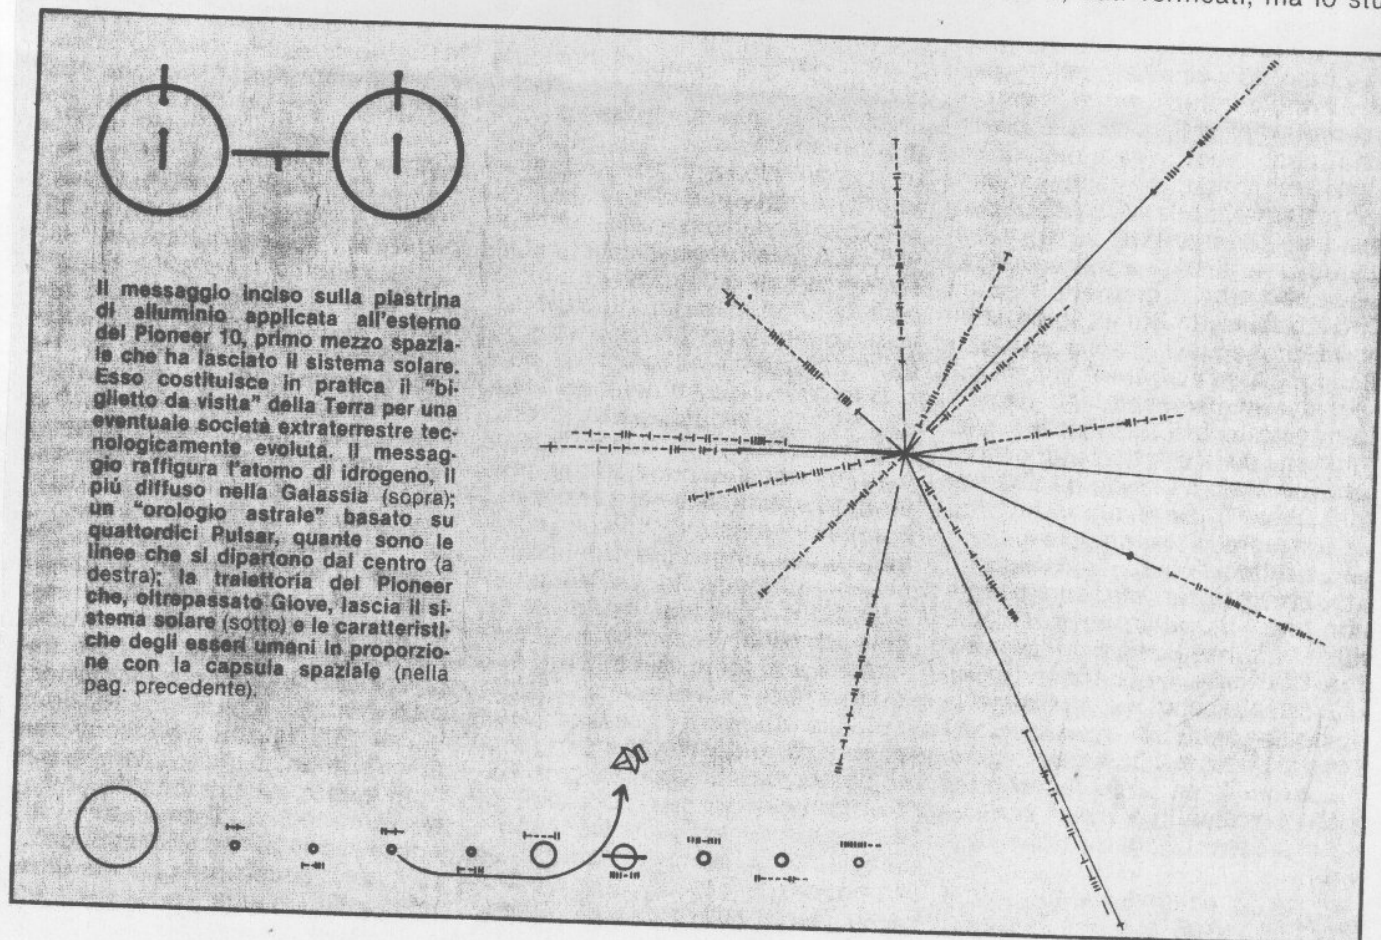 verificati, ma lo stu
Il messaggio inciso sulla piastrina
di alluminio applicata all'esterno
del Pioneer 10, primo mezzo spazia-
le che ha lasciato il sistema solare.
Esso costituisce in pratica il "bi-
glietto da visita" della Terra per una
eventuale società extraterrestre tec-
nologicamente evoluta. Il messag-
gio raffigura l'atomo di idrogeno, il
piú diffuso nella Galassia (sopra);
un "orologio astrale" basato su
quattordici Pulsar, quante sono le
linee che si dipartono dal centro (a
destra); la traiettoria del Pioneer
che, oltrepassato Giove, lascia il si-
stema solare (sotto) e le caratteristi-
che degli esseri umani in proporzio-
ne con la capsula spaziale (nella
pag. precedente).